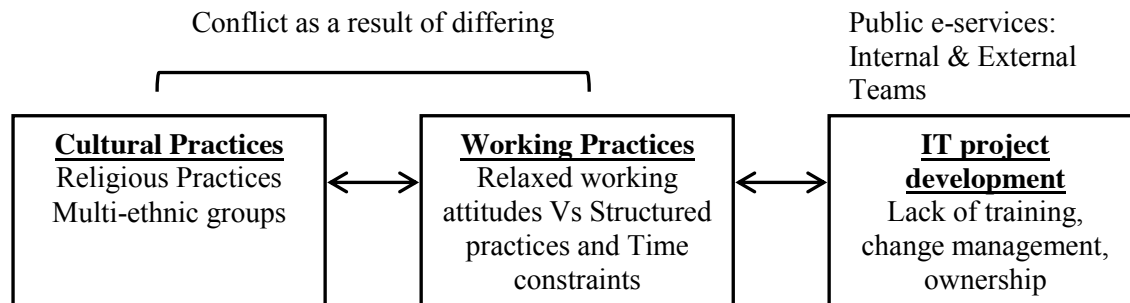 Conflict as a result of differing
Public e-services:
Internal & External
Teams
Cultural Practices
Religious Practices
Multi-ethnic groups
Working Practices
Relaxed working
attitudes Vs Structured
practices and Time
constraints
IT project
development
Lack of training,
change management,
ownership